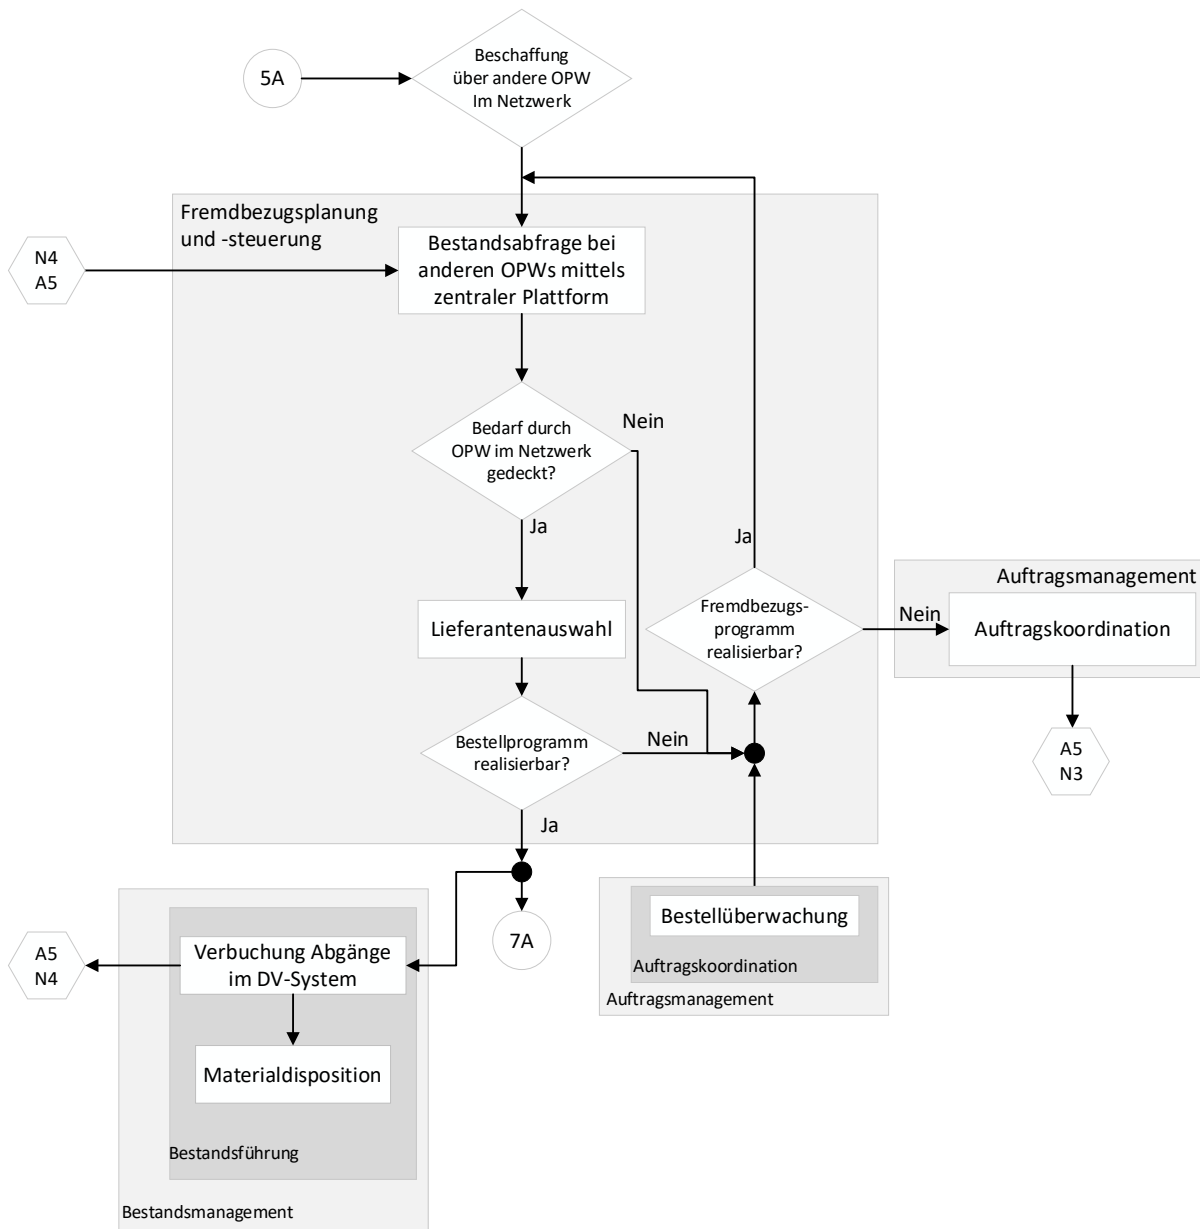 Beschaffung
über andere OPW
Im Netzwerk
5A
Fremdbezugsplanung
und -steuerung
N4
A5
Bestandsabfrage bei
anderen OPWs mittels
zentraler Plattform
Bedarf durch
OPW im Netzwerk
gedeckt?
Nein
Ja
Ja
Lieferantenauswahl
Fremdbezugs-
programm
realisierbar?
Nein
Auftragsmanagement
Auftragskoordination
Bestellprogramm
realisierbar?
Nein
A5
N3
Ja
7A
Bestellüberwachung
Auftragskoordination
Auftragsmanagement
A5
N4
Verbuchung Abgänge
im DV-System
Materialdisposition
Bestandsführung
Bestandsmanagement